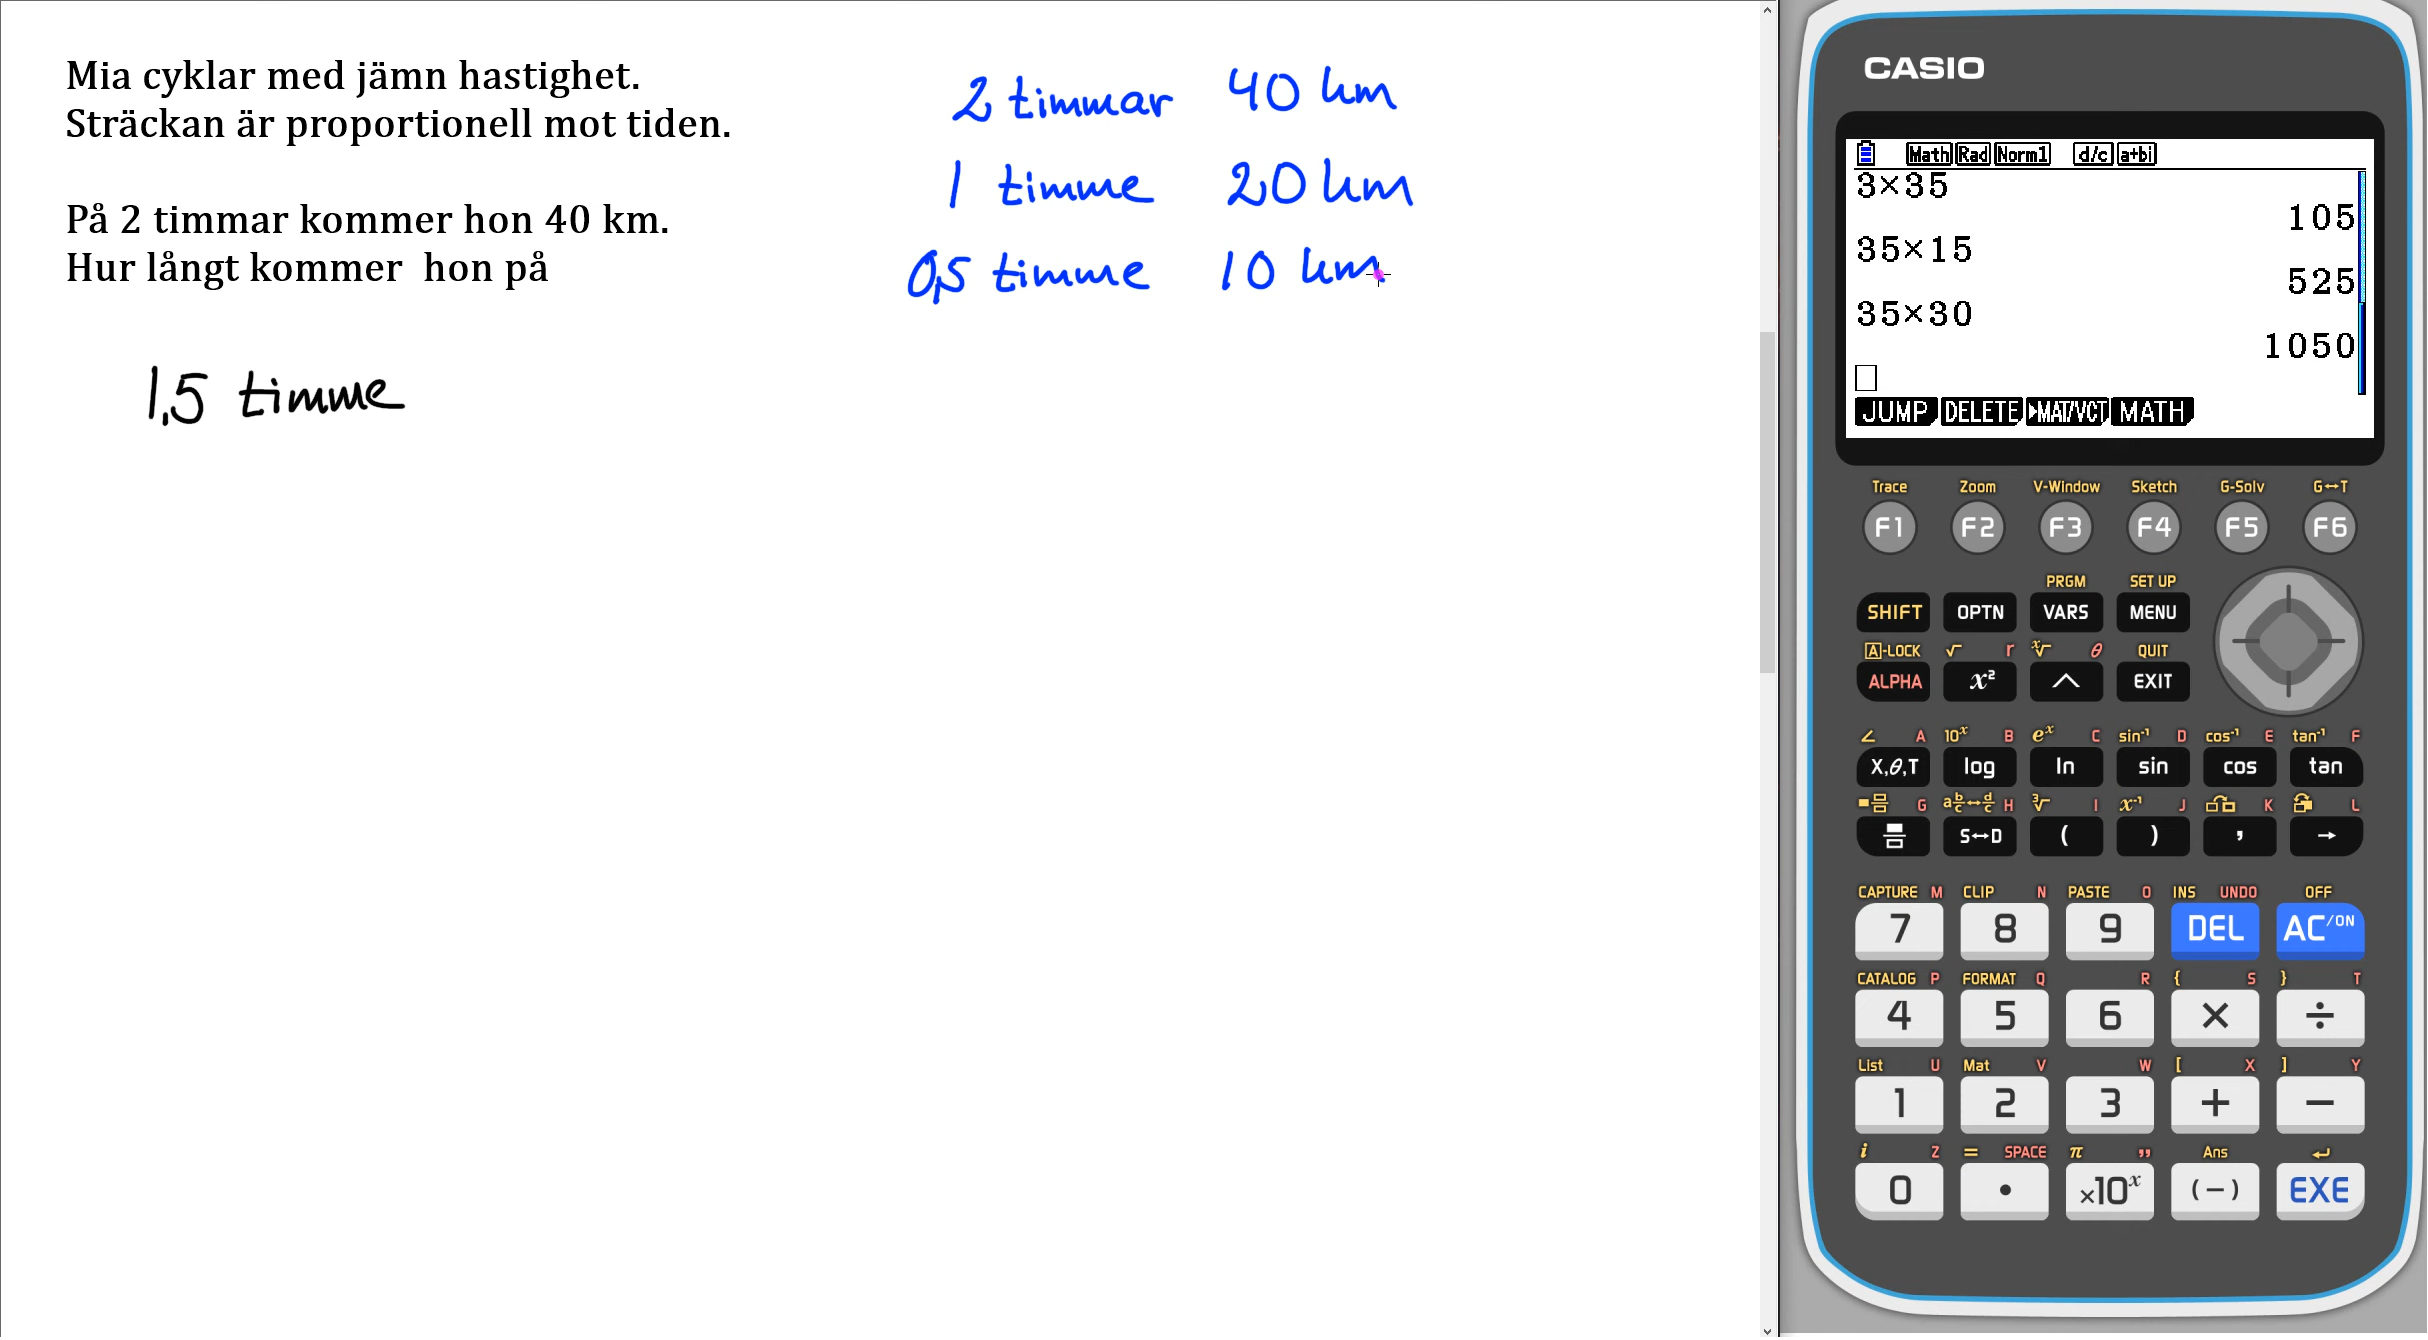 Mia cyklar med jämn hastighet.
Sträckan är proportionell mot tiden.
På 2 timmar kommer hon 40 km.
Hur långt kommer hon på
1,5 timme
2 timmar 40 km
1 timme 20 km
0,5 timme 10 km
CASIO
Math Rad Norm1 d/c a+bi
3×35
105
35×15
525
35×30
1050
JUMP DELETE ▶MAT/VCT MATH
Trace Zoom V-Window Sketch G-Solv G↔T
F1 F2 F3 F4 F5 F6
PRGM SET UP
SHIFT OPTN VARS MENU
A-LOCK √ r ˣ√ θ QUIT
ALPHA x² ^ EXIT
∠ A 10ˣ B eˣ C sin⁻¹ D cos⁻¹ E tan⁻¹ F
X,θ,T log ln sin cos tan
G a b/c↔d/c H ³√ I x⁻¹ J K L
S↔D ( ) , →
CAPTURE M CLIP N PASTE O INS UNDO OFF
7 8 9 DEL AC/ON
CATALOG P FORMAT Q R { S } T
4 5 6 × ÷
List U Mat V W [ X ] Y
1 2 3 + −
i Z = SPACE π " Ans ↵
0 • ×10ˣ (−) EXE